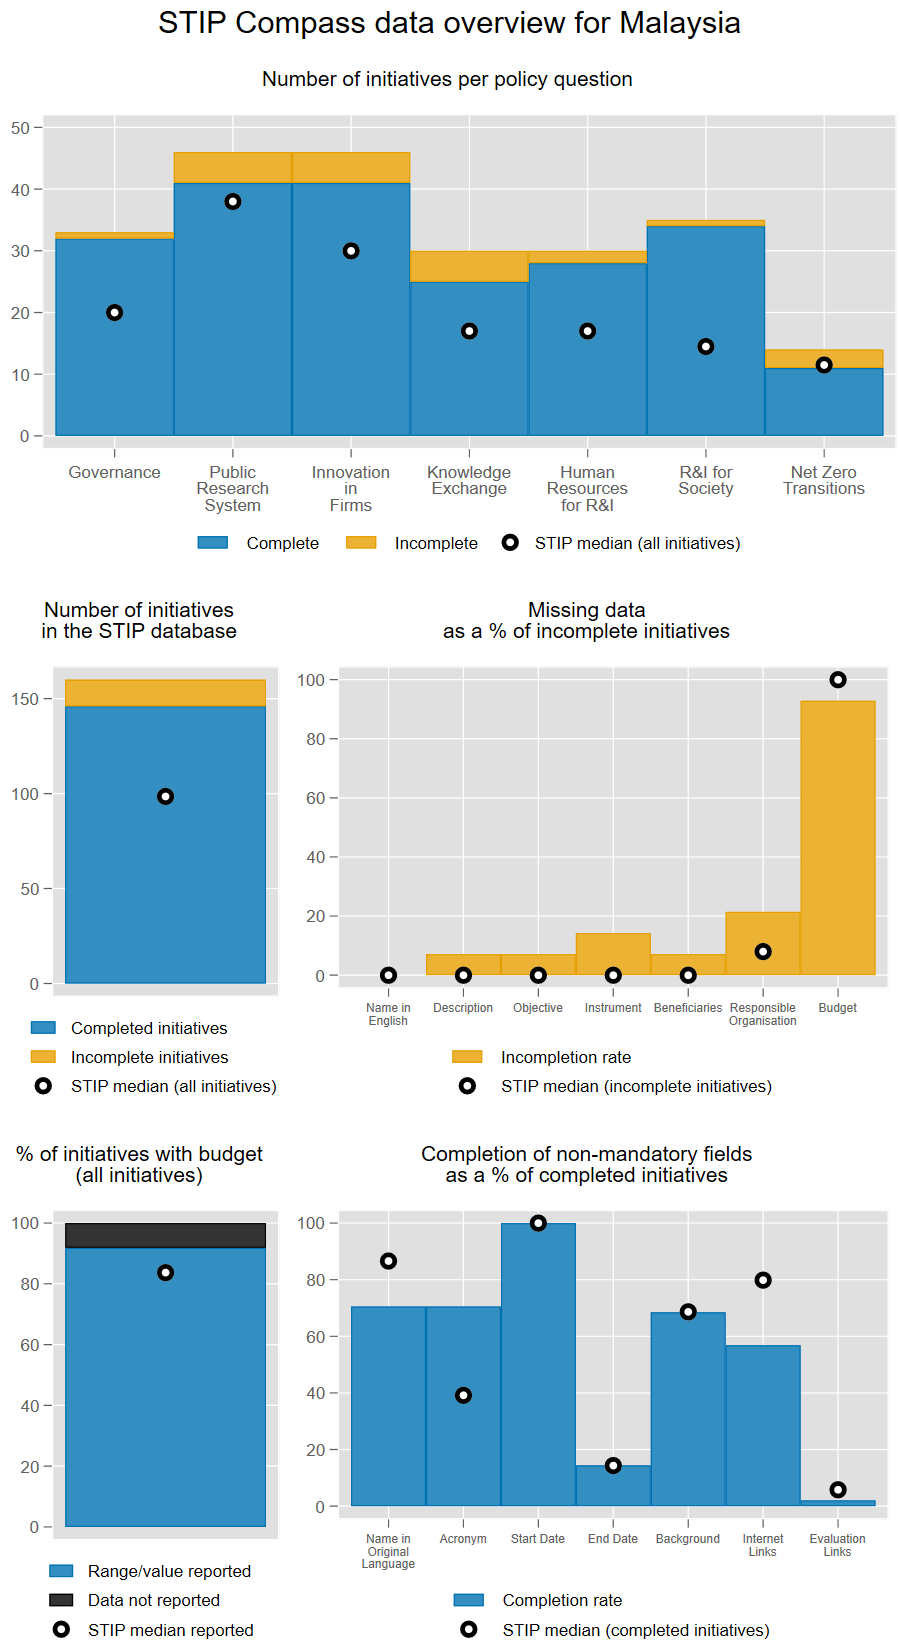 STIP Compass data overview for Malaysia
Number of initiatives per policy question
50
40
30
20
10
0
Governance
Public
Research
System
Innovation
in
Firms
Knowledge
Exchange
Human
Resources
for R&I
R&I for
Society
Net Zero
Transitions
Complete
Incomplete
STIP median (all initiatives)
Number of initiatives
in the STIP database
150
100
50
0
Completed initiatives
Incomplete initiatives
STIP median (all initiatives)
Missing data
as a % of incomplete initiatives
100
80
60
40
20
0
Name in
English
Description
Objective
Instrument
Beneficiaries
Responsible
Organisation
Budget
Incompletion rate
STIP median (incomplete initiatives)
% of initiatives with budget
(all initiatives)
100
80
60
40
20
0
Range/value reported
Data not reported
STIP median reported
Completion of non-mandatory fields
as a % of completed initiatives
100
80
60
40
20
0
Name in
Original
Language
Acronym
Start Date
End Date
Background
Internet
Links
Evaluation
Links
Completion rate
STIP median (completed initiatives)